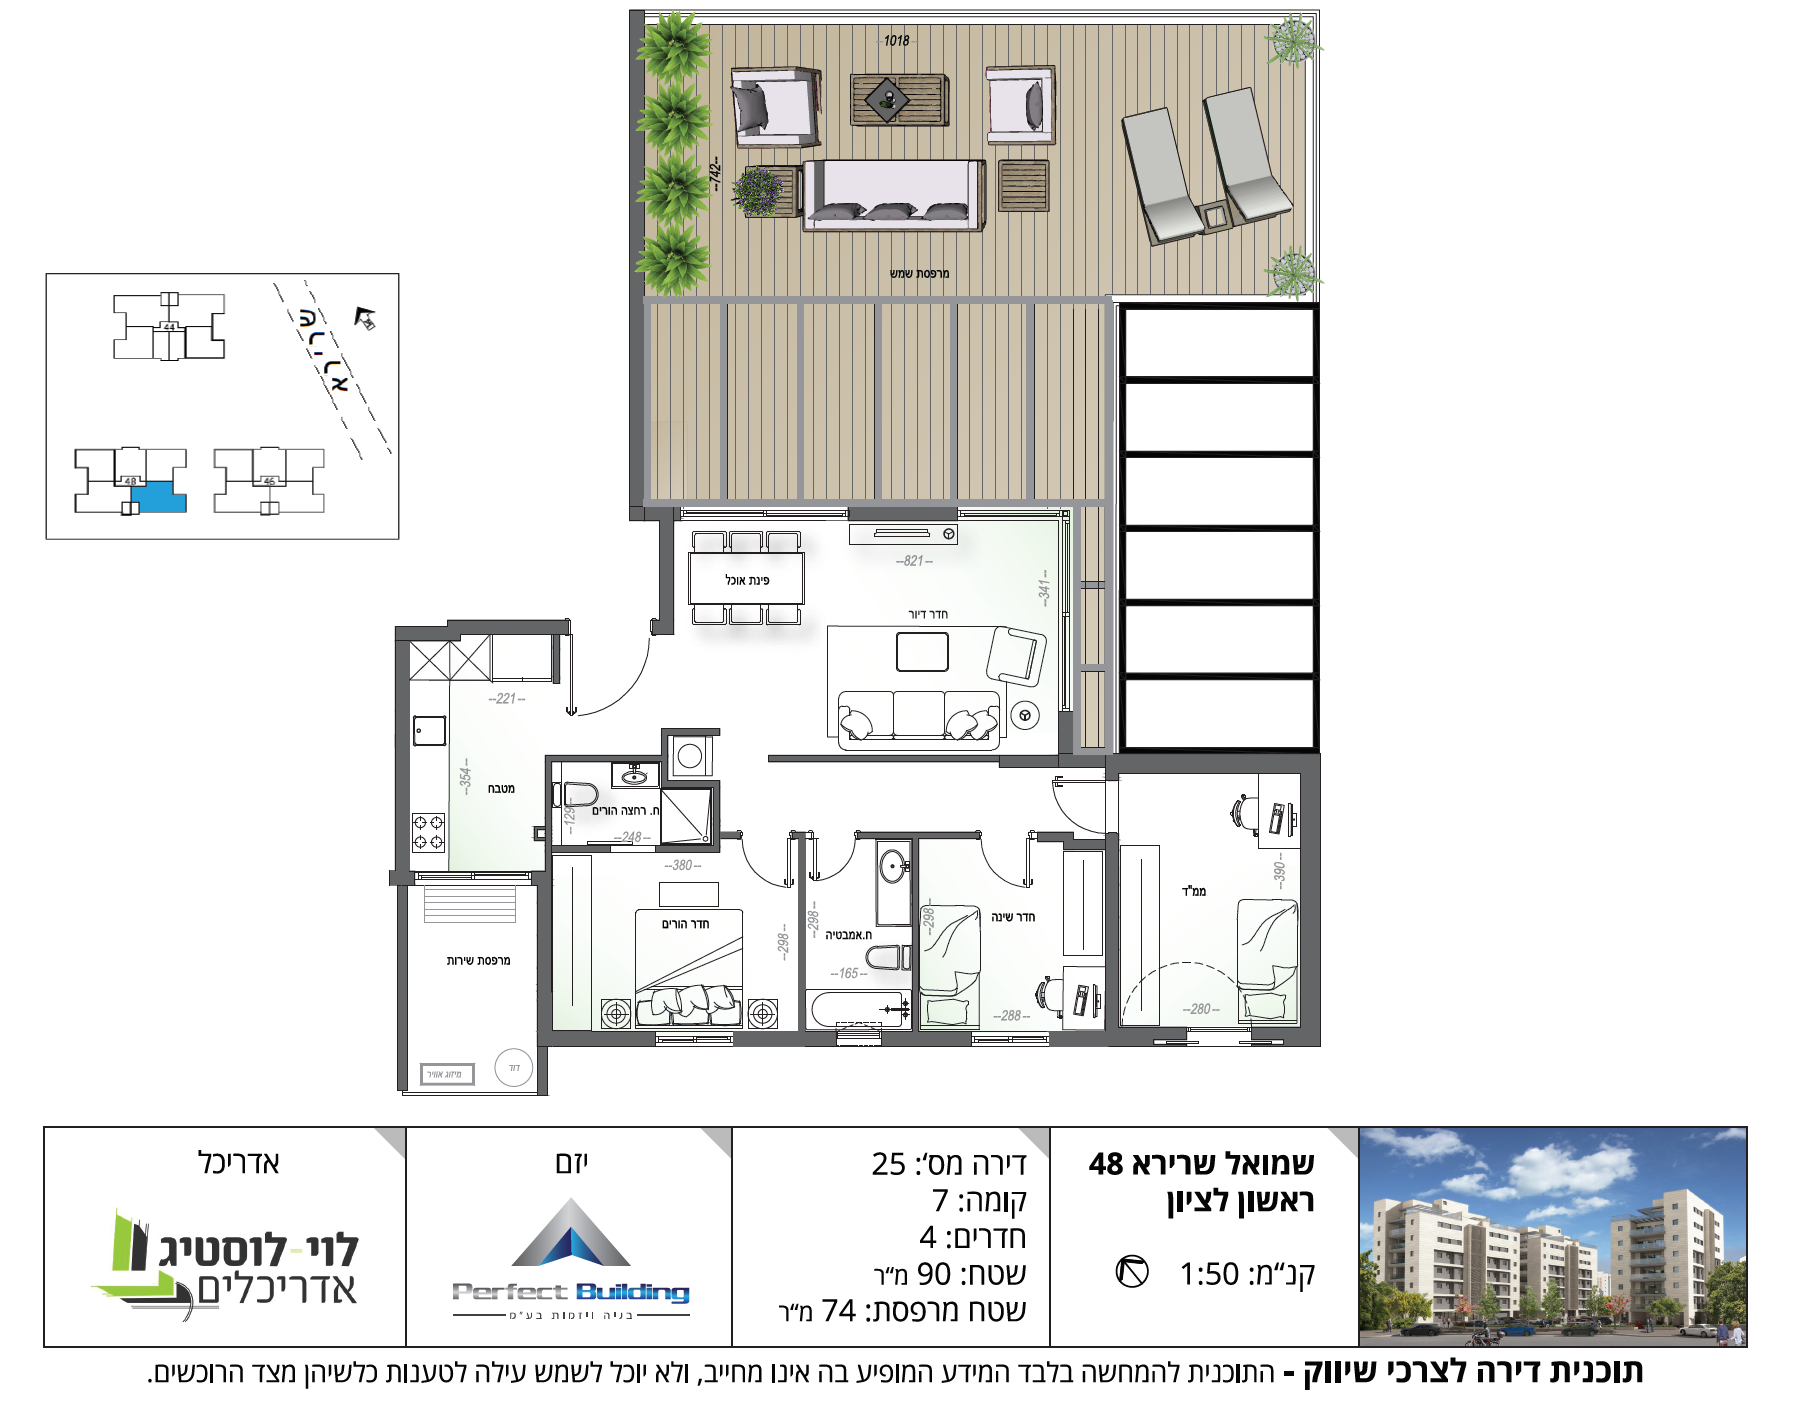 --1018--
--742--
מרפסת שמש
פינת אוכל
--821--
--341--
חדר דיור
--221--
--354--
מטבח
--129--
ח. רחצה הורים
--248--
--380--
חדר הורים
--298--
--298--
ח.אמבטיה
--165--
--298--
חדר שינה
--288--
ממ"ד
--390--
--280--
מרפסת שירות
מיזוג אוויר
דוד
שרירא
44
48
46
שמואל שרירא 48
ראשון לציון
קנ"מ: 1:50
דירה מס': 25
קומה: 7
חדרים: 4
שטח: 90 מ"ר
שטח מרפסת: 74 מ"ר
יזם
Perfect Building
בניה ויזמות בע"מ
אדריכל
לוי-לוסטיג
אדריכלים
תוכנית דירה לצרכי שיווק - התוכנית להמחשה בלבד המידע המופיע בה אינו מחייב, ולא יוכל לשמש עילה לטענות כלשיהן מצד הרוכשים.